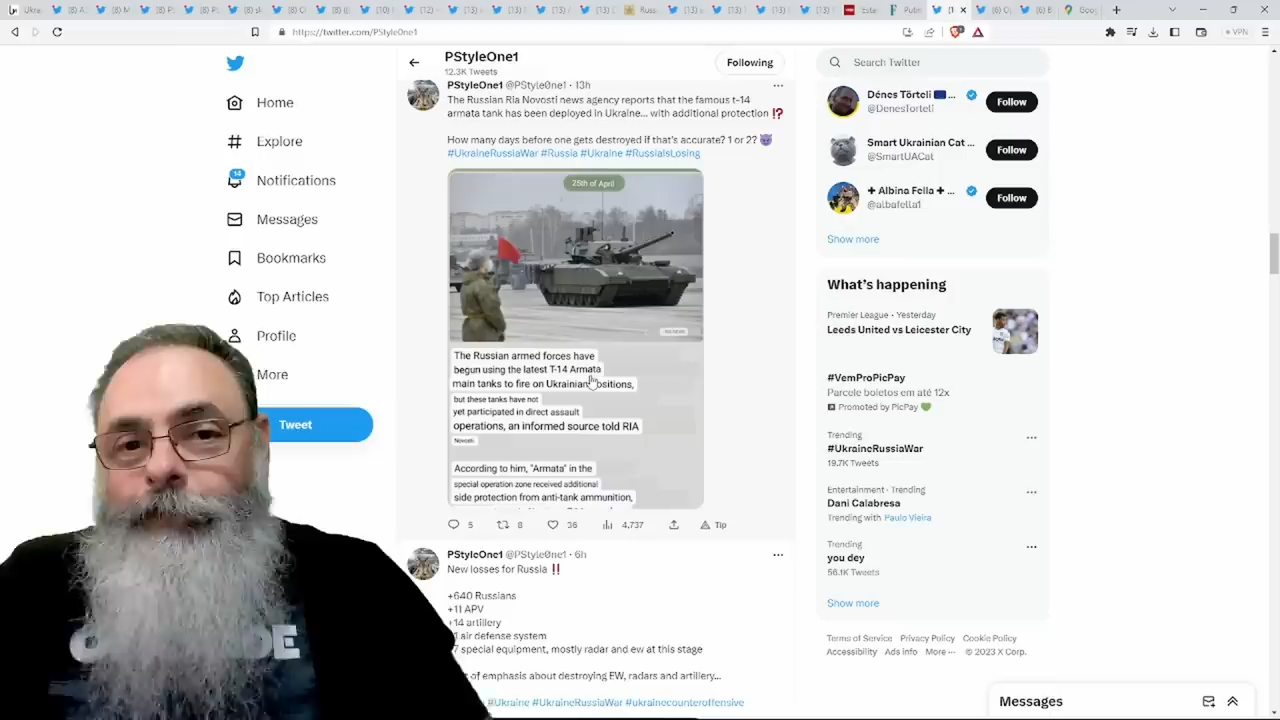 https://twitter.com/PStyle0ne1
VPN
14
Home
Explore
Notifications
Messages
Bookmarks
Top Articles
Profile
More
Tweet
PStyleOne1
12.3K Tweets
Following
PStyleOne1 @PStyle0ne1 · 13h
The Russian Ria Novosti news agency reports that the famous t-14
armata tank has been deployed in Ukraine... with additional protection ⁉️
How many days before one gets destroyed if that's accurate? 1 or 2? 😈
#UkraineRussiaWar #Russia #Ukraine #RussiaIsLosing
25th of April
The Russian armed forces have
begun using the latest T-14 Armata
main tanks to fire on Ukrainian positions,
but these tanks have not
yet participated in direct assault
operations, an informed source told RIA
Novosti.
According to him, "Armata" in the
special operation zone received additional
side protection from anti-tank ammunition,
5 8 36 4,737 Tip
PStyleOne1 @PStyle0ne1 · 6h
New losses for Russia ‼️
+640 Russians
+11 APV
+14 artillery
air defense system
7 special equipment, mostly radar and ew at this stage
of emphasis about destroying EW, radars and artillery...
#Ukraine #UkraineRussiaWar #ukrainecounteroffensive
Search Twitter
Dénes Törteli 🇪🇺 ...
@DenesTorteli
Follow
Smart Ukrainian Cat ...
@SmartUACat
Follow
Albina Fella ...
@albafella1
Follow
Show more
What's happening
Premier League · Yesterday
Leeds United vs Leicester City
#VemProPicPay
Parcele boletos em até 12x
Promoted by PicPay 💚
Trending
#UkraineRussiaWar
19.7K Tweets
Entertainment · Trending
Dani Calabresa
Trending with Paulo Vieira
Trending
you dey
56.1K Tweets
Show more
Terms of Service Privacy Policy Cookie Policy
Accessibility Ads info More ··· © 2023 X Corp.
Messages